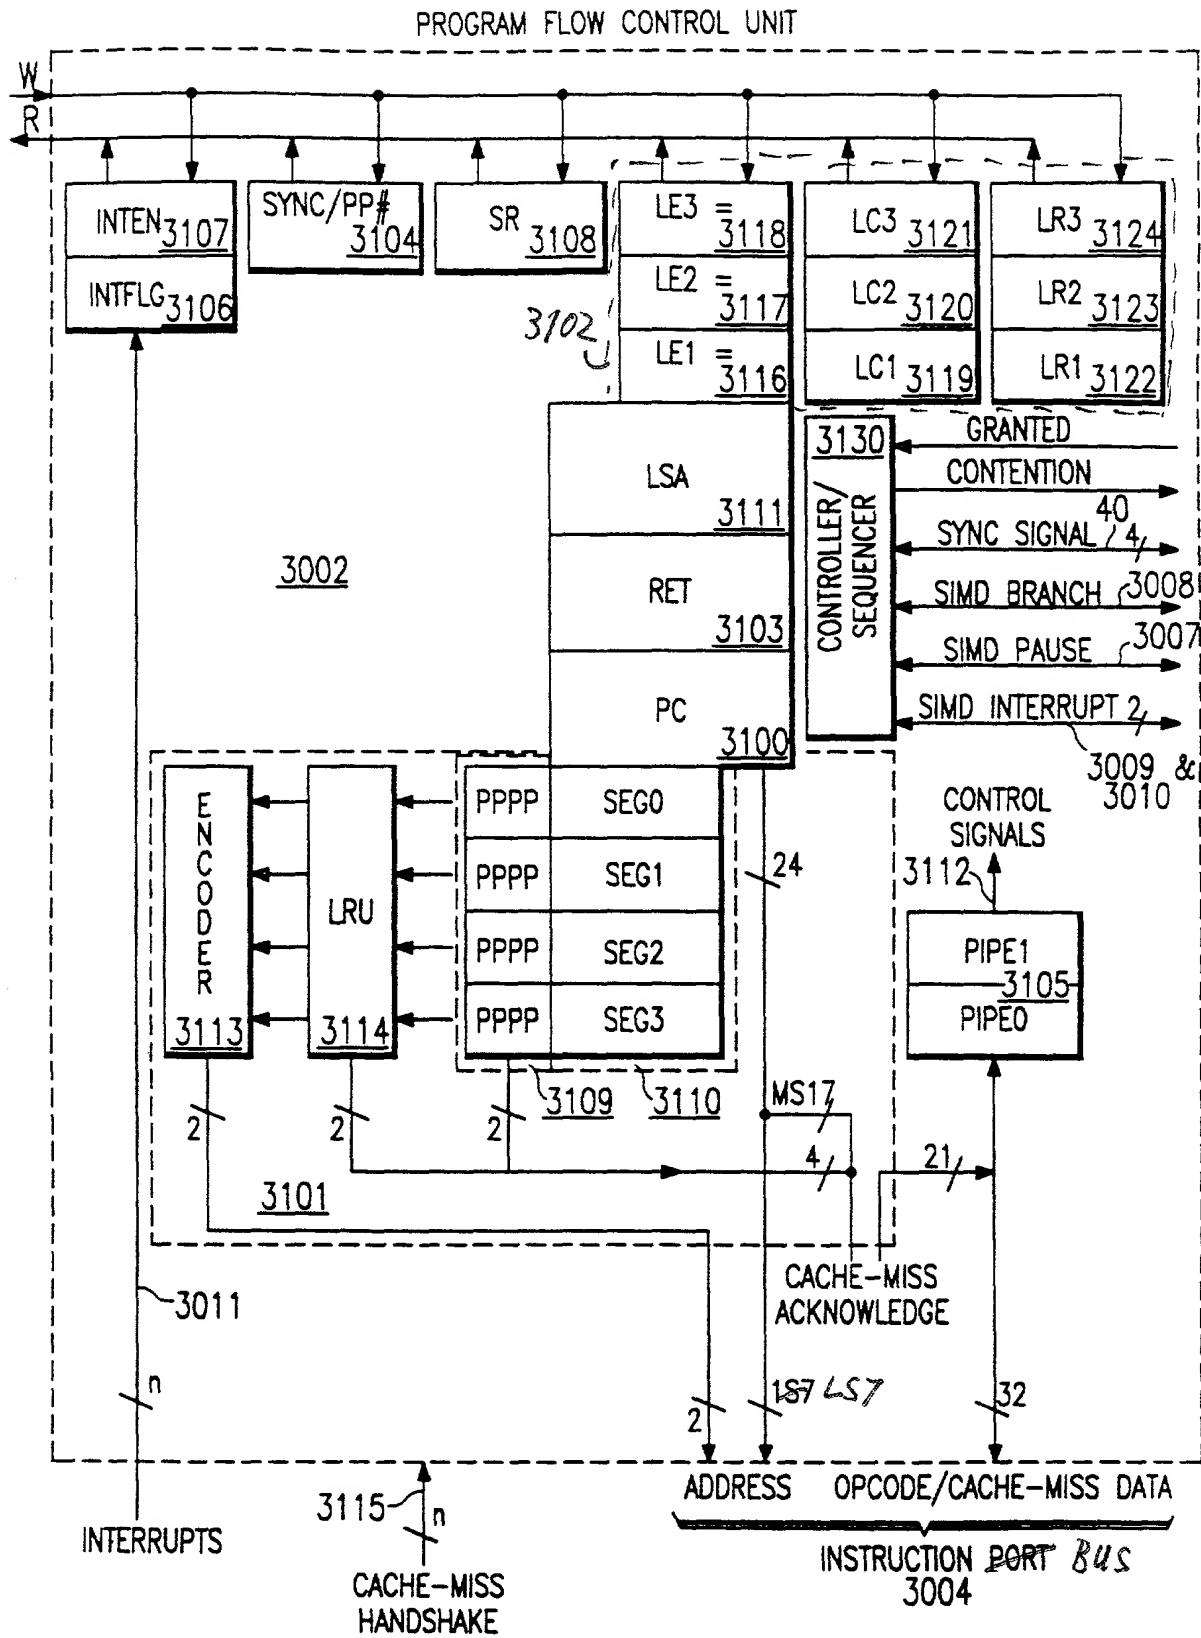 PROGRAM FLOW CONTROL UNIT
W
R
INTEN 3107
INTFLG 3106
SYNC/PP# 3104
SR 3108
LE3 = 3118
LE2 = 3117
LE1 = 3116
LC3 3121
LC2 3120
LC1 3119
LR3 3124
LR2 3123
LR1 3122
3102
3002
LSA 3111
RET 3103
PC 3100
3130
CONTROLLER/
SEQUENCER
GRANTED
CONTENTION
40
SYNC SIGNAL 4
SIMD BRANCH 3008
SIMD PAUSE 3007
SIMD INTERRUPT 2
3009 &
3010
CONTROL
SIGNALS
3112
PIPE1
3105
PIPE0
ENCODER
3113
LRU
3114
PPPP SEG0
PPPP SEG1
PPPP SEG2
PPPP SEG3
3109
3110
24
MS17
2
2
2
4
21
3101
CACHE-MISS
ACKNOWLEDGE
3011
n
2
LS7 LS7
32
3115
n
INTERRUPTS
CACHE-MISS
HANDSHAKE
ADDRESS
OPCODE/CACHE-MISS DATA
INSTRUCTION PORT BUS
3004